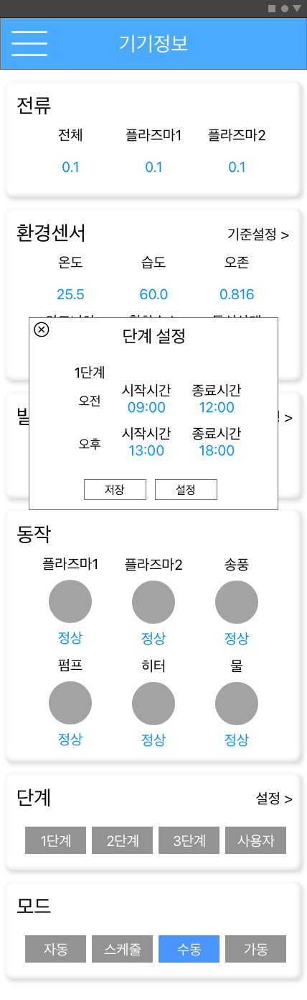 기기정보
전류
전체 플라즈마1 플라즈마2
0.1 0.1 0.1
환경센서 기준설정 >
온도 습도 오존
25.5 60.0 0.816
단계 설정
1단계
시작시간 종료시간
오전
09:00 12:00
시작시간 종료시간
오후
13:00 18:00
저장 설정
>
동작
플라즈마1 플라즈마2 송풍
정상 정상 정상
펌프 히터 물
정상 정상 정상
단계 설정 >
1단계 2단계 3단계 사용자
모드
자동 스케줄 수동 가동